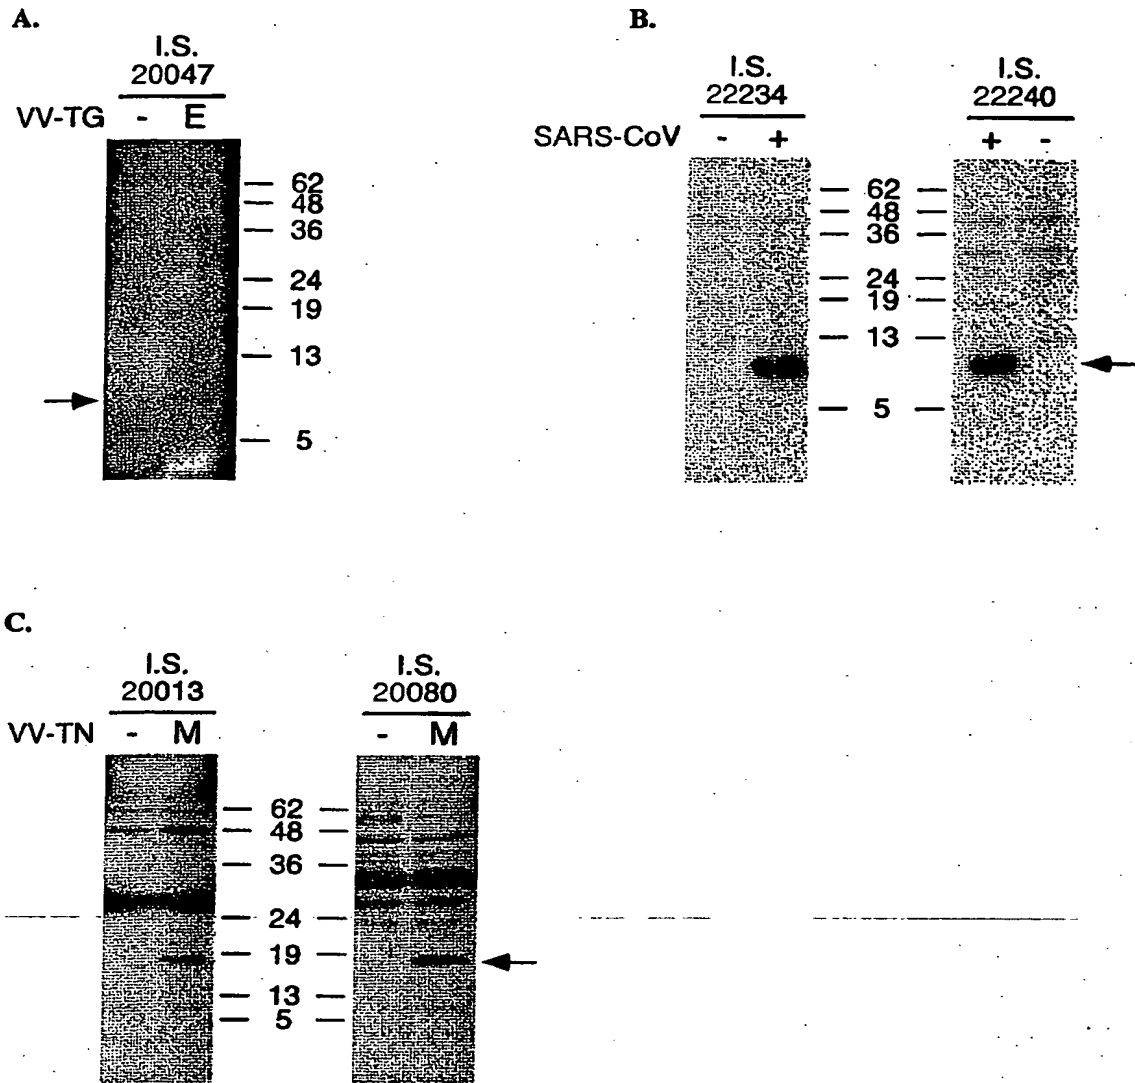 A.
I.S.
20047
VV-TG - E
62
48
36
24
19
13
5
B.
I.S.
22234
I.S.
22240
SARS-CoV - + + -
62
48
36
24
19
13
5
C.
I.S.
20013
I.S.
20080
VV-TN - M - M
62
48
36
24
19
13
5